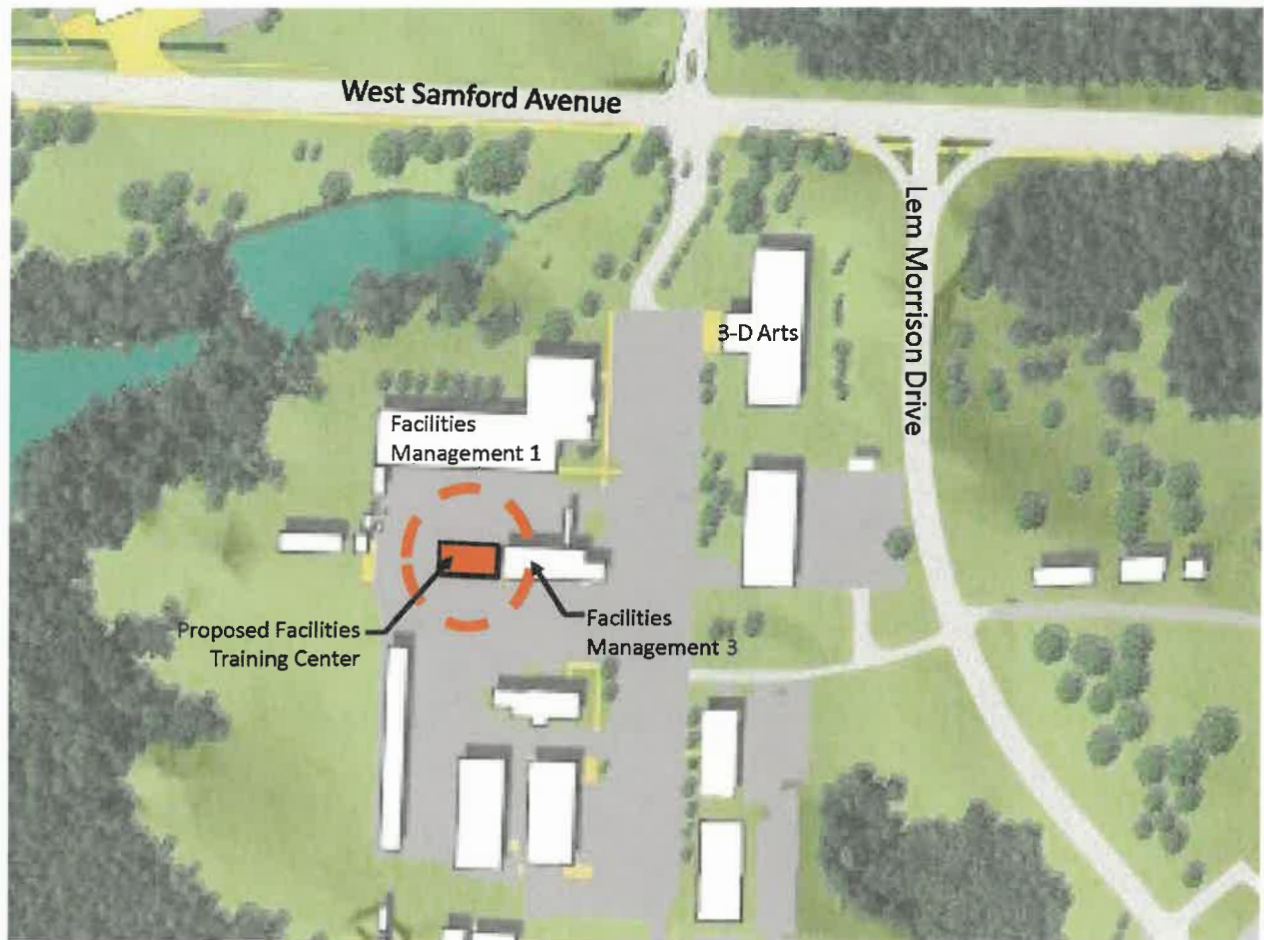 West Samford Avenue
Lem Morrison Drive
3-D Arts
Facilities
Management 1
Proposed Facilities
Training Center
Facilities
Management 3